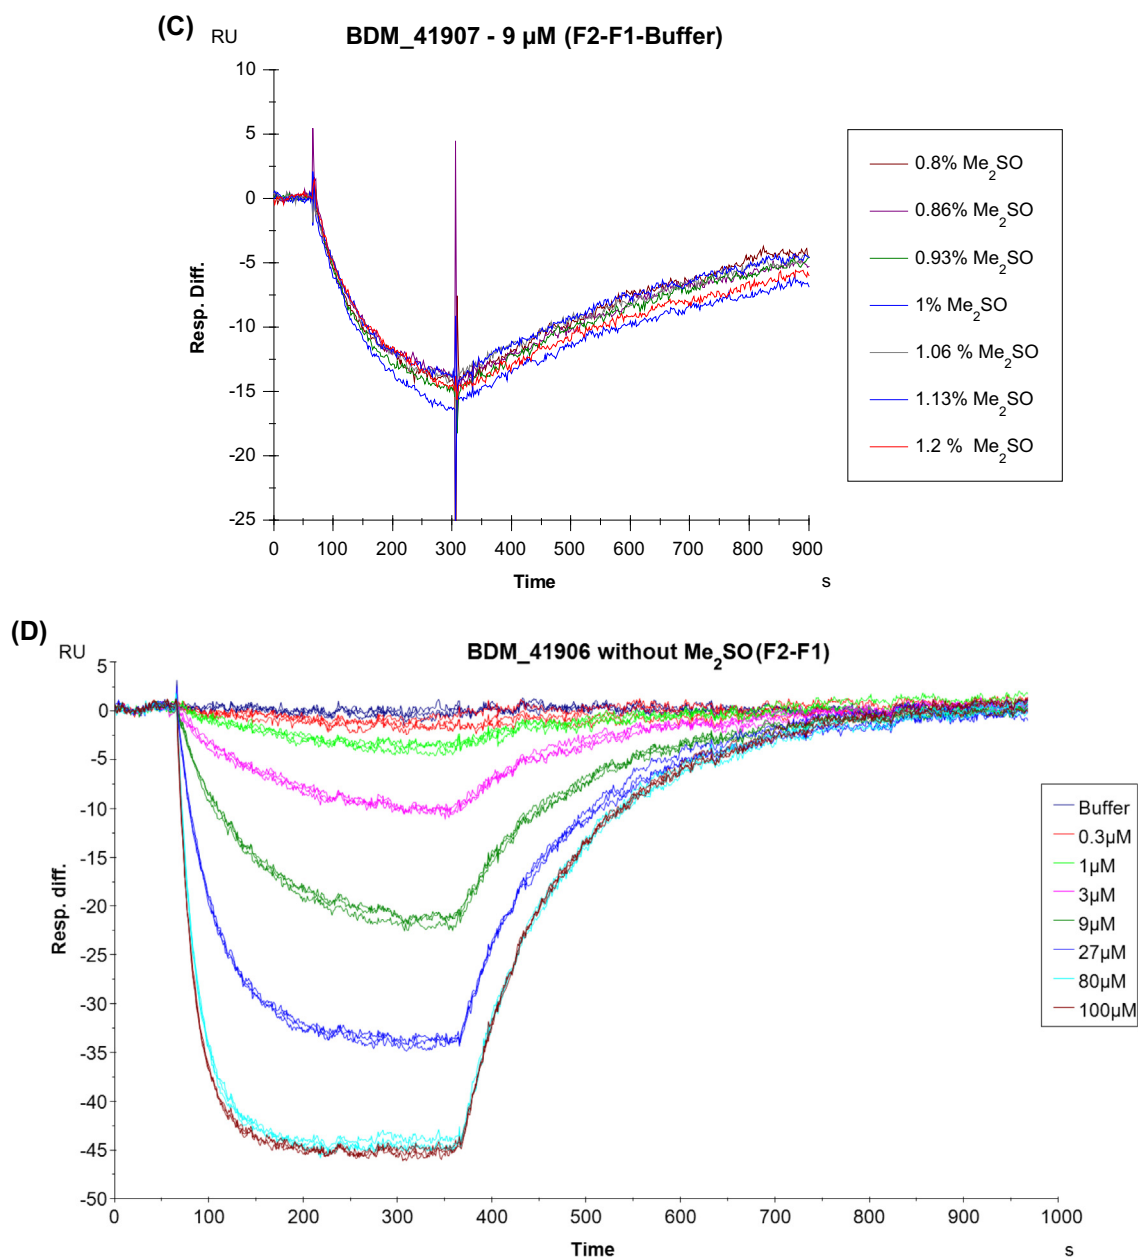 (C) RU BDM_41907 - 9 µM (F2-F1-Buffer)
10
5
0
-5
-10
-15
-20
-25
Resp. Diff.
0 100 200 300 400 500 600 700 800 900
Time s
0.8% Me2SO
0.86% Me2SO
0.93% Me2SO
1% Me2SO
1.06 % Me2SO
1.13% Me2SO
1.2 % Me2SO
(D) RU BDM_41906 without Me2SO(F2-F1)
5
0
-5
-10
-15
-20
-25
-30
-35
-40
-45
-50
Resp. diff.
0 100 200 300 400 500 600 700 800 900 1000
Time s
Buffer
0.3µM
1µM
3µM
9µM
27µM
80µM
100µM